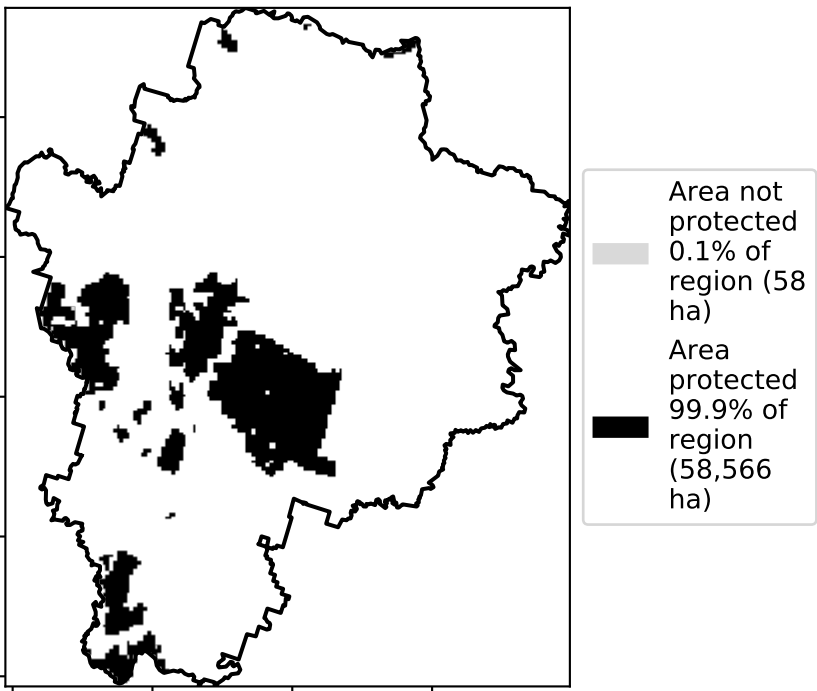 Area not
protected
0.1% of
region (58
ha)
Area
protected
99.9% of
region
(58,566
ha)